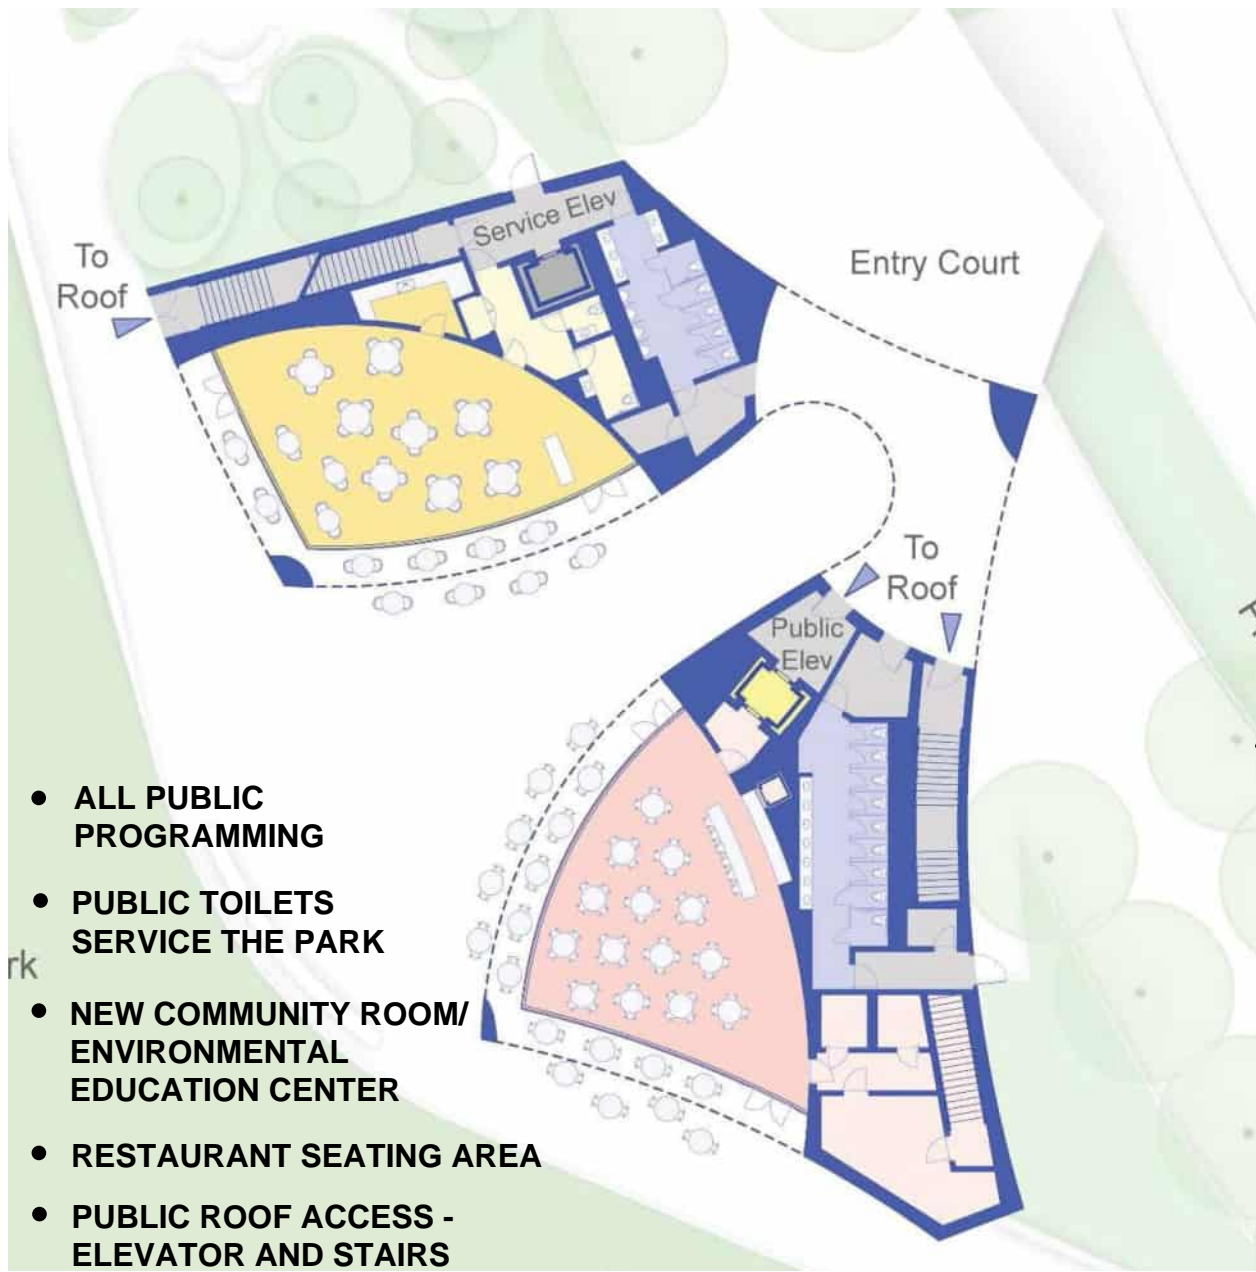 Service Elev
To
Roof
Entry Court
To
Roof
Public
Elev
• ALL PUBLIC
PROGRAMMING
• PUBLIC TOILETS
SERVICE THE PARK
rk
• NEW COMMUNITY ROOM/
ENVIRONMENTAL
EDUCATION CENTER
• RESTAURANT SEATING AREA
• PUBLIC ROOF ACCESS -
ELEVATOR AND STAIRS